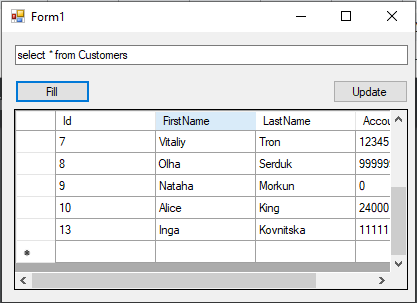 Form1
select * from Customers
Fill Update
Id FirstName LastName Accou
7 Vitaliy Tron 12345
8 Olha Serduk 99999
9 Nataha Morkun 0
10 Alice King 24000
13 Inga Kovnitska 11111
*